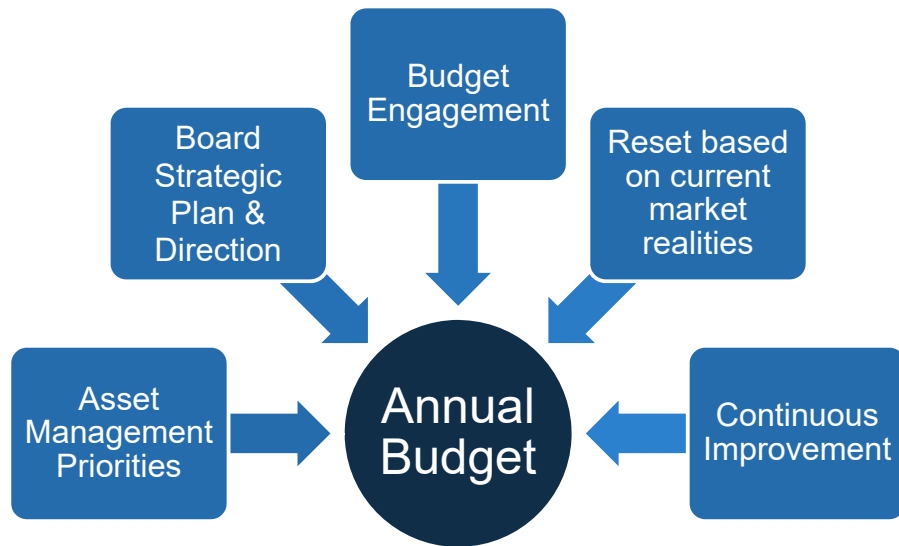 Budget
Engagement
Board
Strategic
Plan &
Direction
Reset based
on current
market
realities
Asset
Management
Priorities
Annual
Budget
Continuous
Improvement